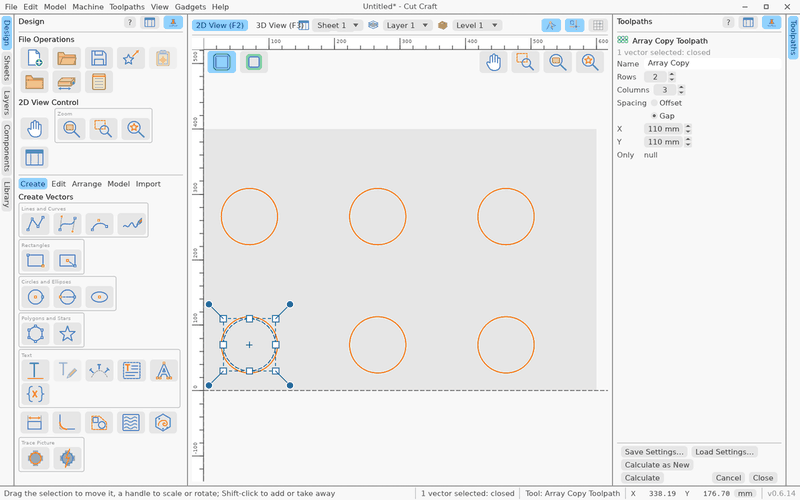 File Edit Model Machine Toolpaths View Gadgets Help
Untitled* - Cut Craft
Design
?
File Operations
2D View Control
Zoom
Create Edit Arrange Model Import
Create Vectors
Lines and Curves
Rectangles
Circles and Ellipses
Polygons and Stars
Text
Trace Picture
Design
Sheets
Layers
Components
Library
2D View (F2)
3D View (F3)
Sheet 1
Layer 1
Level 1
0
100
200
300
400
500
600
500
400
300
200
100
0
-100
Toolpaths
?
Array Copy Toolpath
1 vector selected: closed
Name Array Copy
Rows 2
Columns 3
Spacing Offset
Gap
X 110 mm
Y 110 mm
Only null
Save Settings... Load Settings...
Calculate as New
Calculate Cancel Close
Toolpaths
Drag the selection to move it, a handle to scale or rotate; Shift-click to add or take away
1 vector selected: closed
Tool: Array Copy Toolpath
X 338.19 Y 176.70 mm
v0.6.14